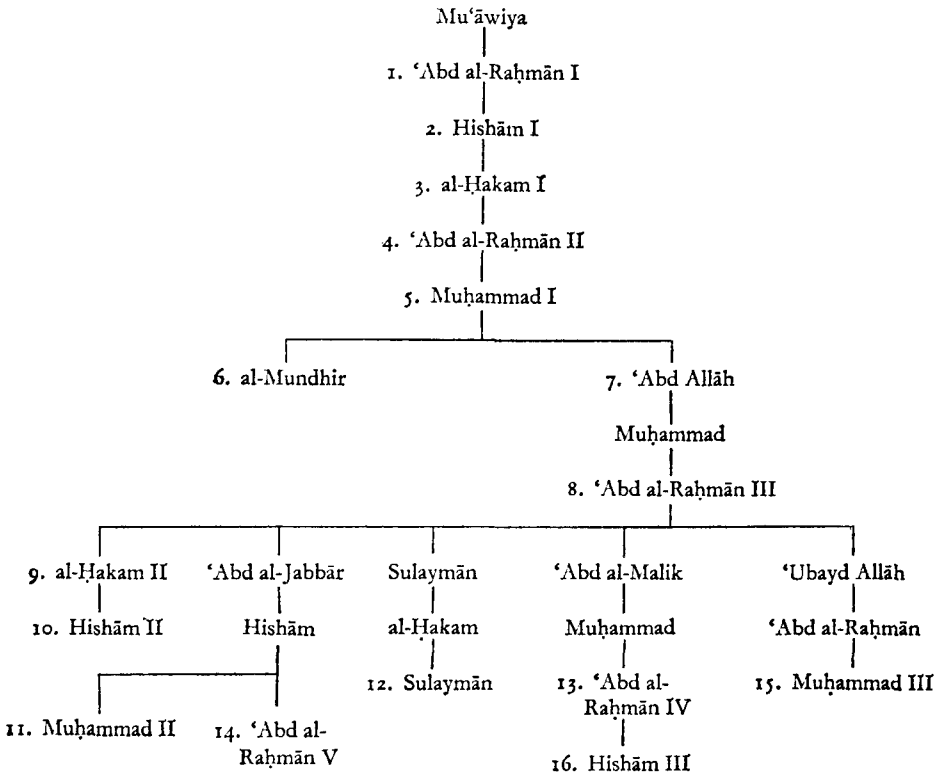 Mu‘āwiya
1. ‘Abd al-Raḥmān I
2. Hishām I
3. al-Ḥakam I
4. ‘Abd al-Raḥmān II
5. Muḥammad I
6. al-Mundhir 7. ‘Abd Allāh
Muḥammad
8. ‘Abd al-Raḥmān III
9. al-Ḥakam II ‘Abd al-Jabbār Sulaymān ‘Abd al-Malik ‘Ubayd Allāh
10. Hishām II Hishām al-Ḥakam Muḥammad ‘Abd al-Raḥmān
12. Sulaymān 13. ‘Abd al-
Raḥmān IV 15. Muḥammad III
11. Muḥammad II 14. ‘Abd al-
Raḥmān V
16. Hishām III